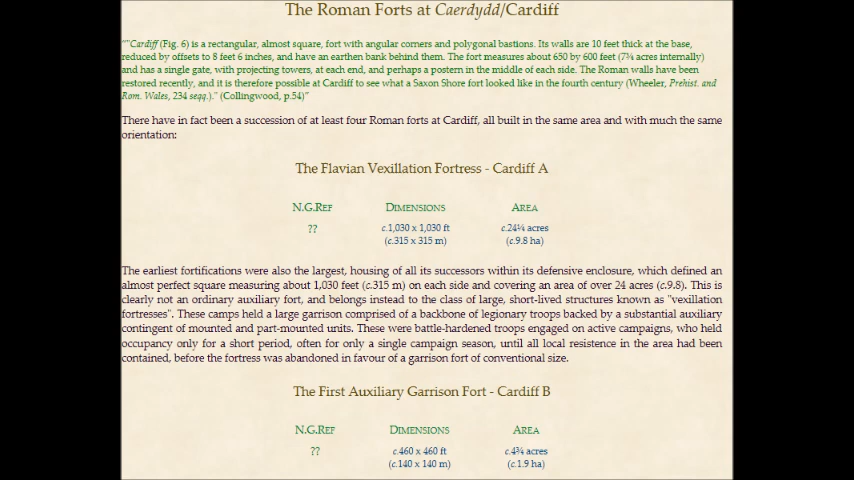 The Roman Forts at Caerdydd/Cardiff
""Cardiff (Fig. 6) is a rectangular, almost square, fort with angular corners and polygonal bastions. Its walls are 10 feet thick at the base,
reduced by offsets to 8 feet 6 inches, and have an earthen bank behind them. The fort measures about 650 by 600 feet (7¾ acres internally)
and has a single gate, with projecting towers, at each end, and perhaps a postern in the middle of each side. The Roman walls have been
restored recently, and it is therefore possible at Cardiff to see what a Saxon Shore fort looked like in the fourth century (Wheeler, Prehist. and
Rom. Wales, 234 seqq.)." (Collingwood, p.54)"
There have in fact been a succession of at least four Roman forts at Cardiff, all built in the same area and with much the same
orientation:
The Flavian Vexillation Fortress - Cardiff A
N.G.Ref Dimensions Area
?? c.1,030 x 1,030 ft c.24¼ acres
(c.315 x 315 m) (c.9.8 ha)
The earliest fortifications were also the largest, housing of all its successors within its defensive enclosure, which defined an
almost perfect square measuring about 1,030 feet (c.315 m) on each side and covering an area of over 24 acres (c.9.8). This is
clearly not an ordinary auxiliary fort, and belongs instead to the class of large, short-lived structures known as "vexillation
fortresses". These camps held a large garrison comprised of a backbone of legionary troops backed by a substantial auxiliary
contingent of mounted and part-mounted units. These were battle-hardened troops engaged on active campaigns, who held
occupancy only for a short period, often for only a single campaign season, until all local resistence in the area had been
contained, before the fortress was abandoned in favour of a garrison fort of conventional size.
The First Auxiliary Garrison Fort - Cardiff B
N.G.Ref Dimensions Area
?? c.460 x 460 ft c.4¾ acres
(c.140 x 140 m) (c.1.9 ha)